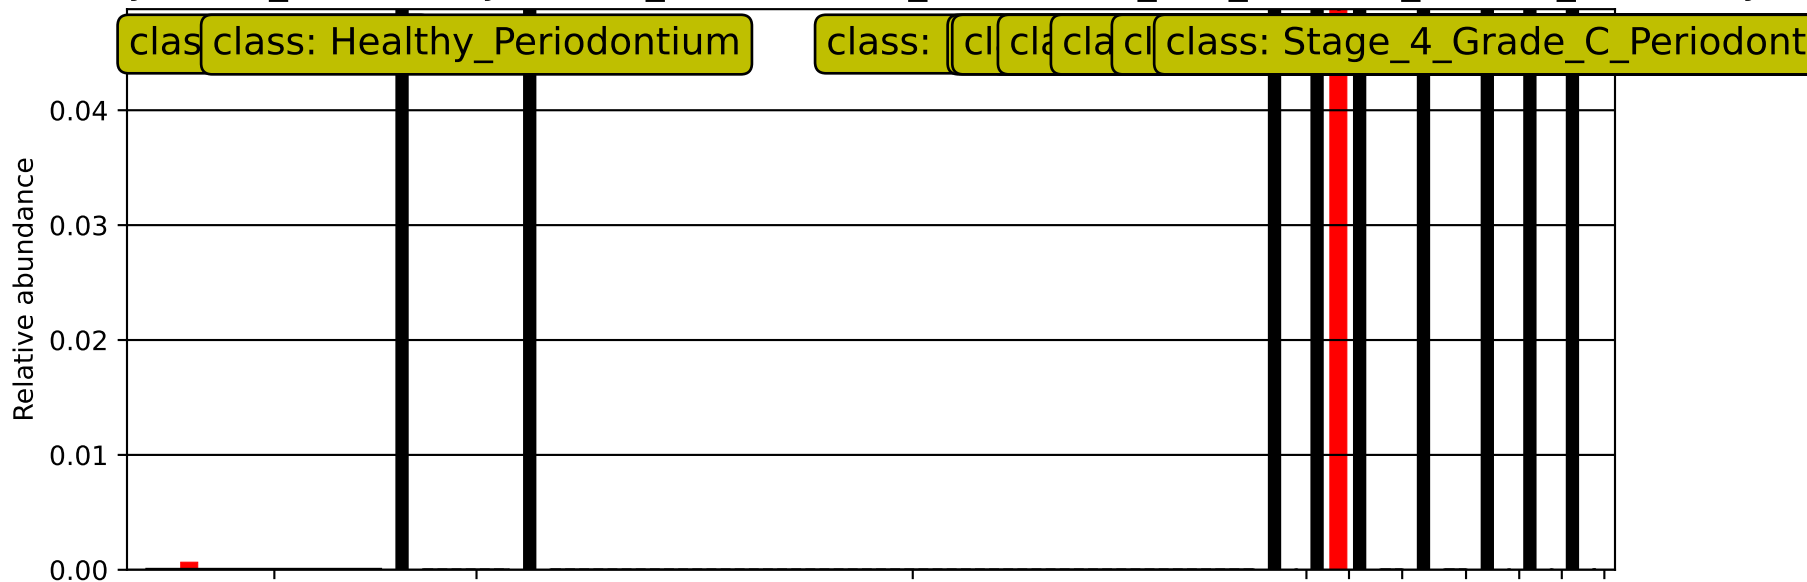 clas class: Healthy_Periodontium class: cl cla cla cl class: Stage_4_Grade_C_Periodont
0.04
0.03
0.02
0.01
0.00
Relative abundance